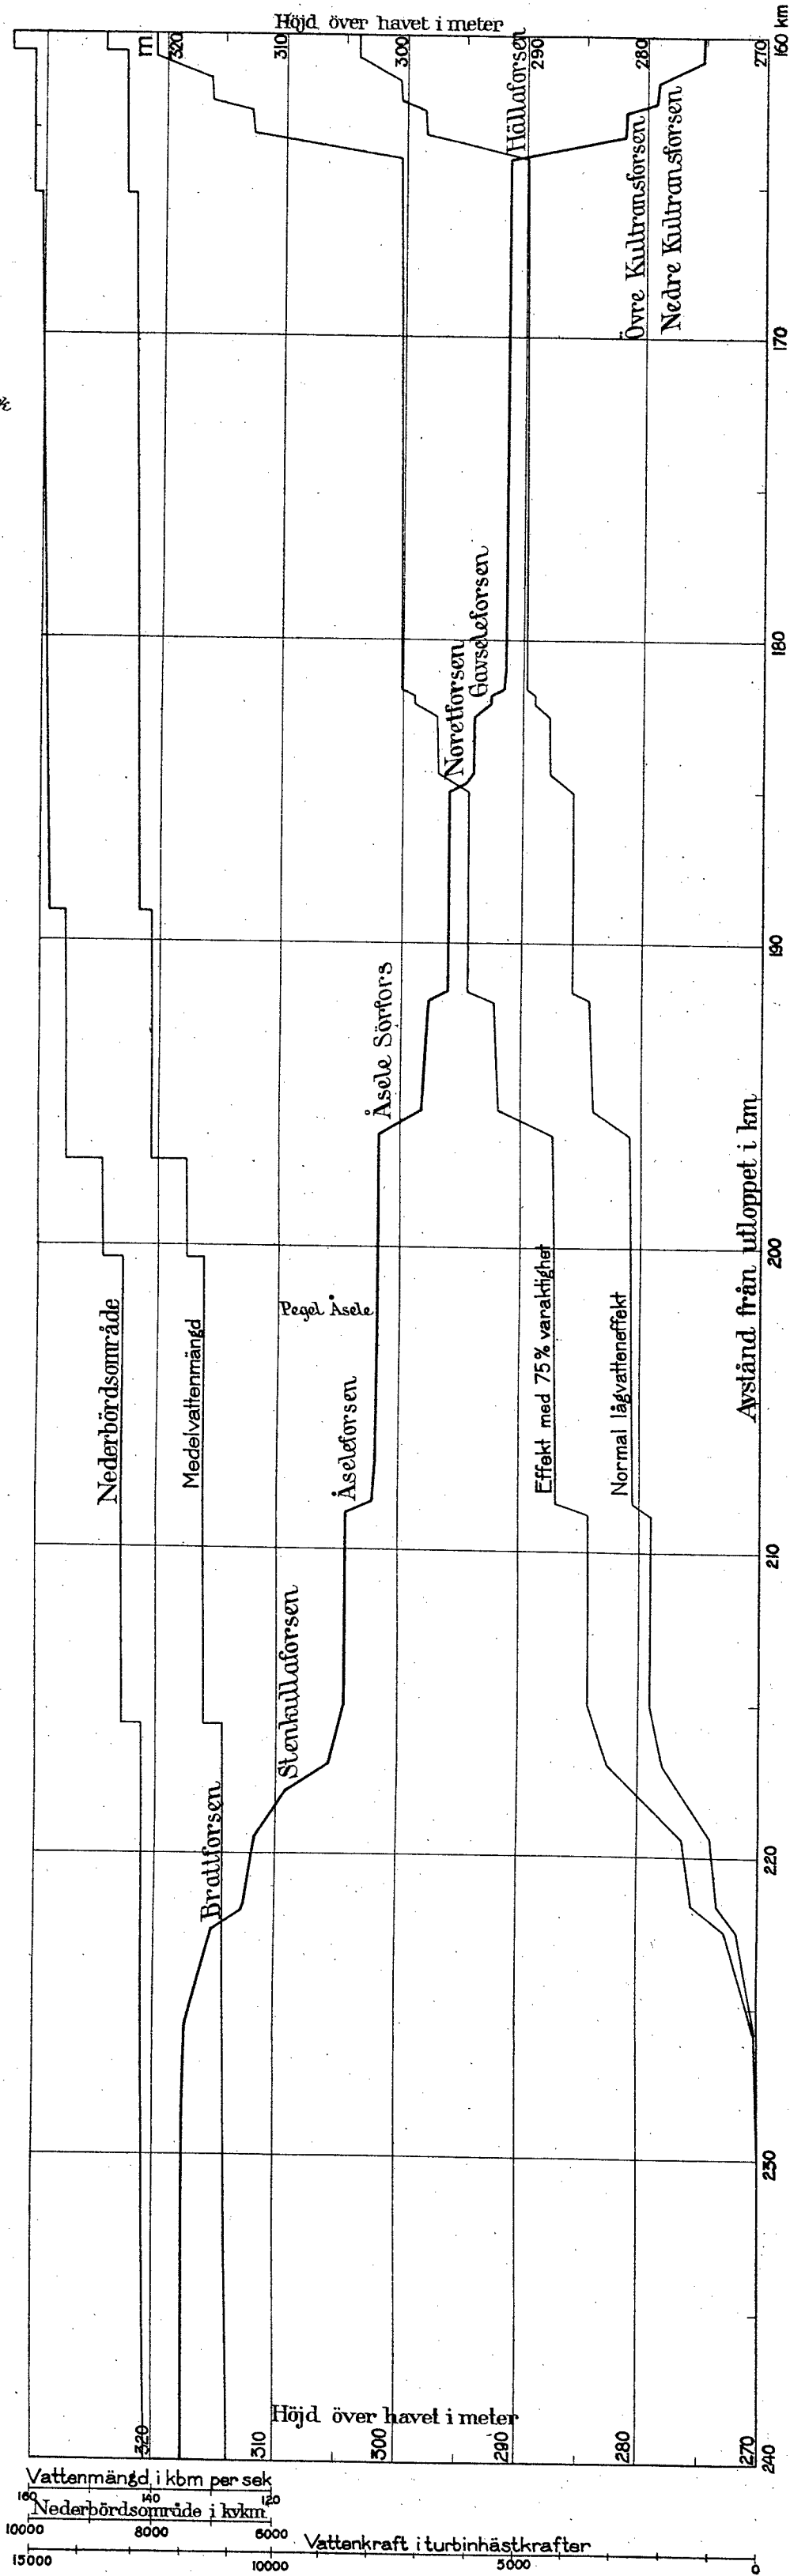 Höjd över havet i meter
m
320
310
300
290
280
270
160 km
Hällaforsen
Övre Kultransforsen
Nedre Kultransforsen
170
180
Gavseleforsen
Noretforsen
190
Åsele Sörfors
200
Pegel Åsele
Nederbördsområde
Medelvattenmängd
Åseleforsen
Effekt med 75% varaktighet
Normal lågvatteneffekt
Avstånd från utloppet i km
210
Stenkullaforsen
Brattforsen
220
230
Höjd över havet i meter
320
310
300
290
280
270
240
Vattenmängd i kbm per sek
160
140
120
Nederbördsområde i kvkm
10000
8000
6000
Vattenkraft i turbinhästkrafter
15000
10000
5000
0